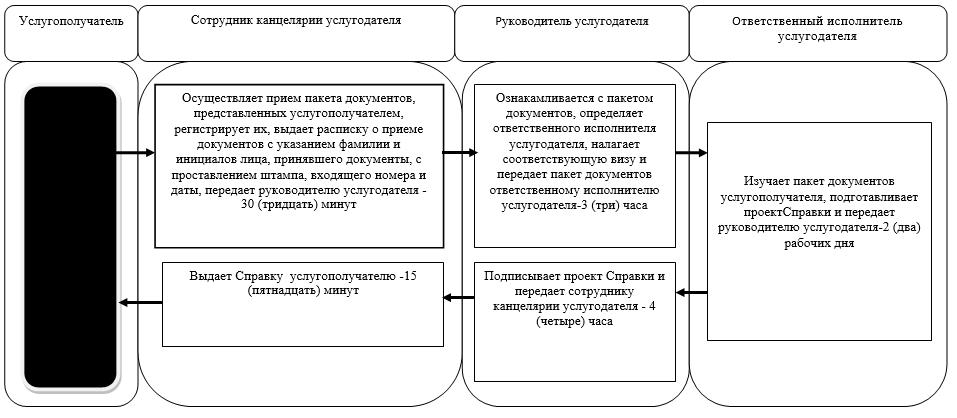 Услугополучатель
Сотрудник канцелярии услугодателя
Руководитель услугодателя
Ответственный исполнитель
услугодателя
Осуществляет прием пакета документов,
представленных услугополучателем,
регистрирует их, выдает расписку о приеме
документов с указанием фамилии и
инициалов лица, принявшего документы, с
проставлением штампа, входящего номера и
даты, передает руководителю услугодателя -
30 (тридцать) минут
Ознакамливается с пакетом
документов, определяет
ответственного исполнителя
услугодателя, налагает
соответствующую визу и
передает пакет документов
ответственному исполнителю
услугодателя-3 (три) часа
Изучает пакет документов
услугополучателя, подготавливает
проектСправки и передает
руководителю услугодателя-2 (два)
рабочих дня
Подписывает проект Справки и
передает сотруднику
канцелярии услугодателя - 4
(четыре) часа
Выдает Справку услугополучателю -15
(пятнадцать) минут